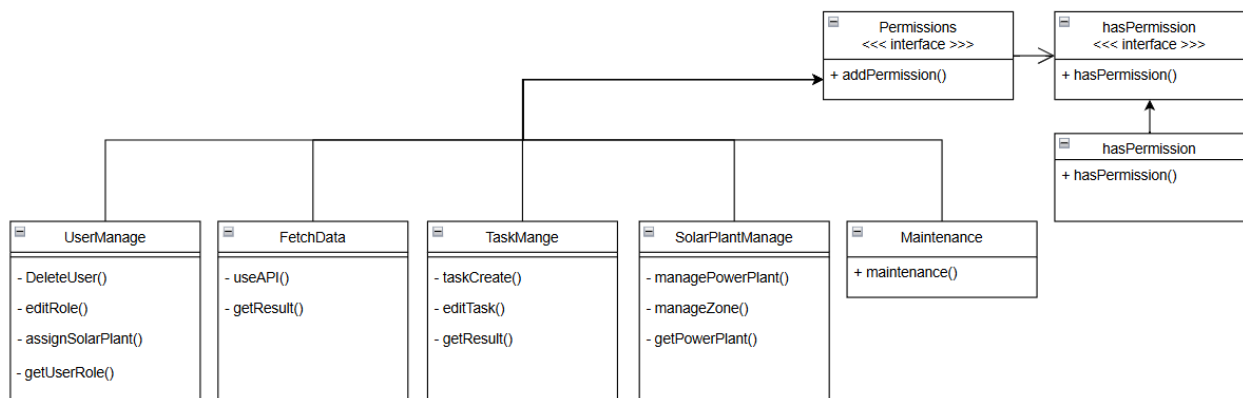 Permissions
<<< interface >>>
+ addPermission()
hasPermission
<<< interface >>>
+ hasPermission()
hasPermission
+ hasPermission()
UserManage
- DeleteUser()
- editRole()
- assignSolarPlant()
- getUserRole()
FetchData
- useAPI()
- getResult()
TaskMange
- taskCreate()
- editTask()
- getResult()
SolarPlantManage
- managePowerPlant()
- manageZone()
- getPowerPlant()
Maintenance
+ maintenance()